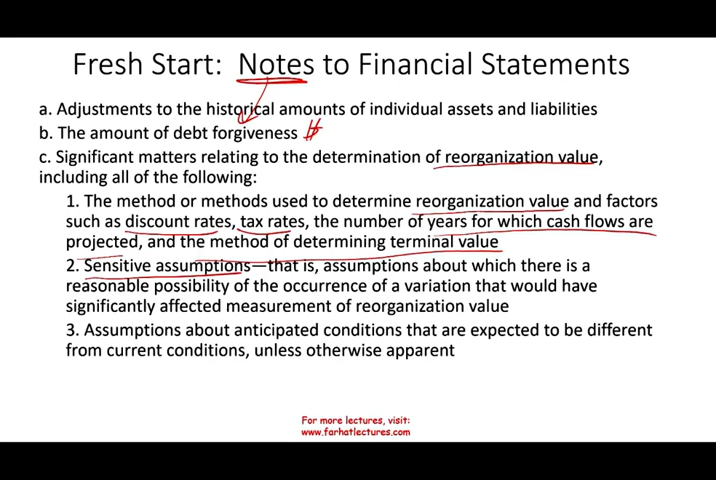 Fresh Start: Notes to Financial Statements
a. Adjustments to the historical amounts of individual assets and liabilities
b. The amount of debt forgiveness #
c. Significant matters relating to the determination of reorganization value,
including all of the following:
1. The method or methods used to determine reorganization value and factors
such as discount rates, tax rates, the number of years for which cash flows are
projected, and the method of determining terminal value
2. Sensitive assumptions—that is, assumptions about which there is a
reasonable possibility of the occurrence of a variation that would have
significantly affected measurement of reorganization value
3. Assumptions about anticipated conditions that are expected to be different
from current conditions, unless otherwise apparent
For more lectures, visit:
www.farhatlectures.com